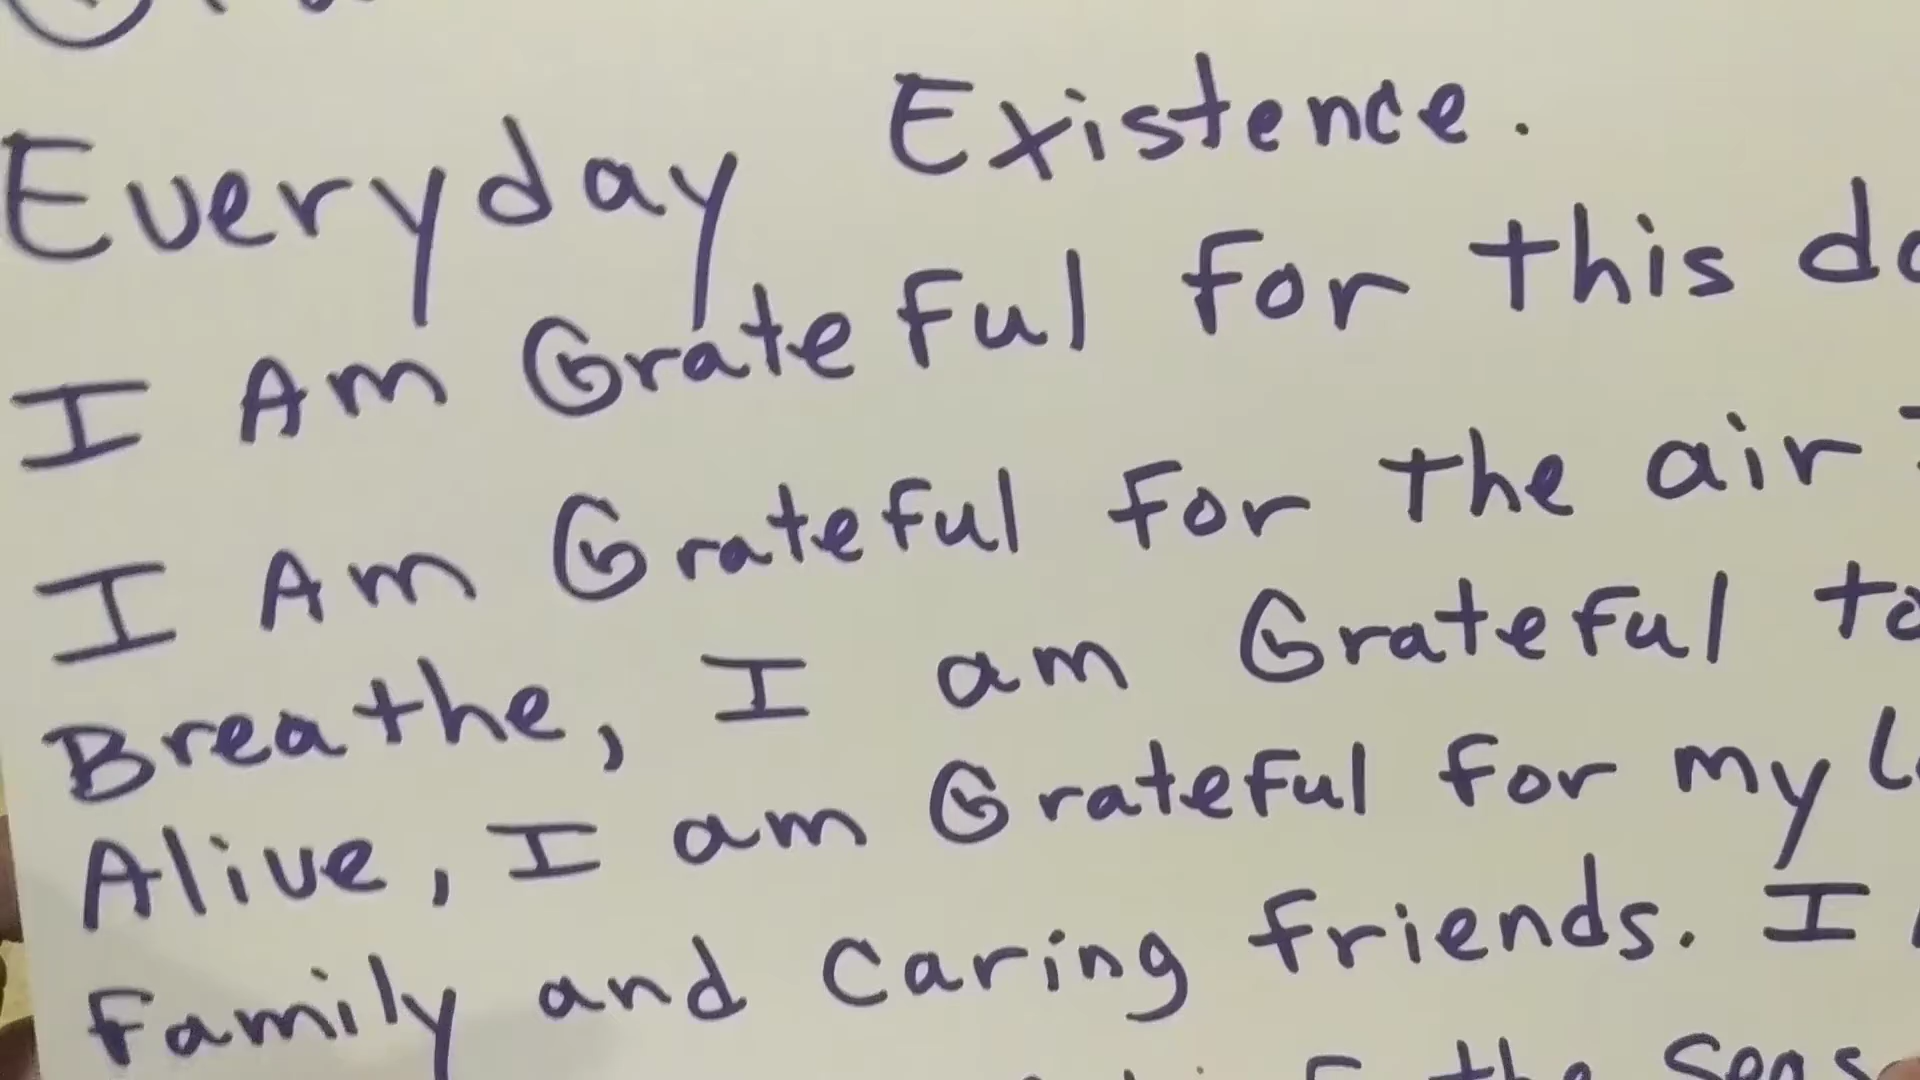 Everyday Existence.
I Am Grateful for this
I Am Grateful for the air
Breathe, I am Grateful
Alive, I am Grateful for my
Family and Caring friends. I
the